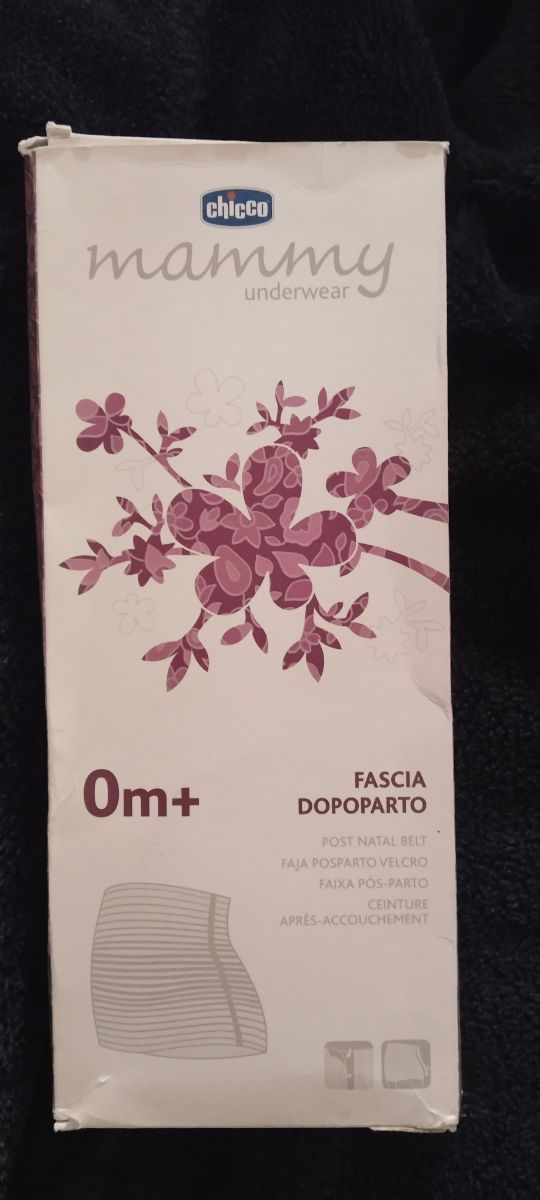 chicco
mammy
underwear
0m+
FASCIA
DOPOPARTO
POST NATAL BELT
FAJA POSPARTO VELCRO
FAIXA PÓS-PARTO
CEINTURE
APRÈS-ACCOUCHEMENT